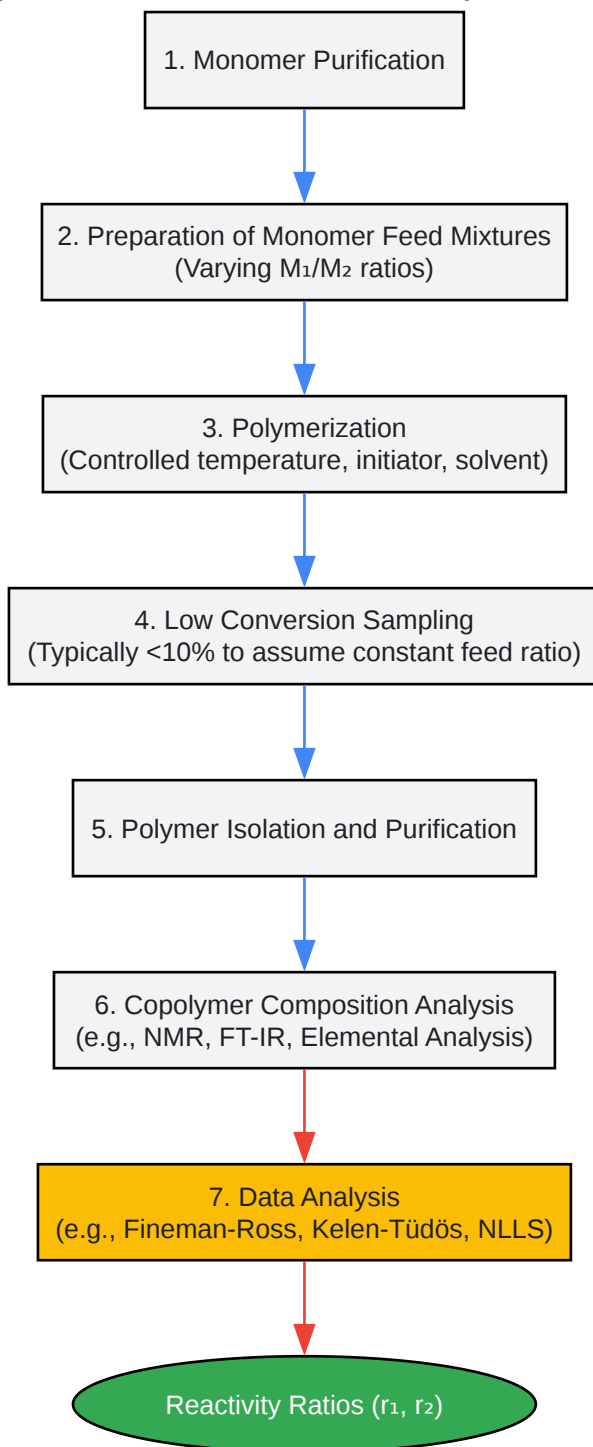 1. Monomer Purification
2. Preparation of Monomer Feed Mixtures
(Varying M₁/M₂ ratios)
3. Polymerization
(Controlled temperature, initiator, solvent)
4. Low Conversion Sampling
(Typically <10% to assume constant feed ratio)
5. Polymer Isolation and Purification
6. Copolymer Composition Analysis
(e.g., NMR, FT-IR, Elemental Analysis)
7. Data Analysis
(e.g., Fineman-Ross, Kelen-Tüdös, NLLS)
Reactivity Ratios (r₁, r₂)